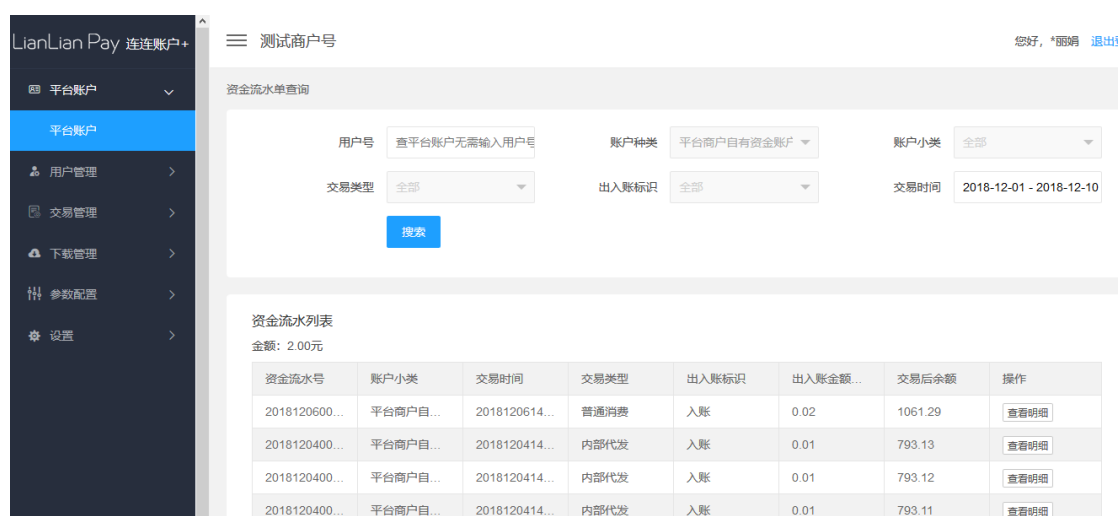 LianLian Pay 连连账户+
测试商户号
您好，*丽娟 退出
平台账户
平台账户
用户管理
交易管理
下载管理
参数配置
设置
资金流水单查询
用户号 查平台账户无需输入用户号 账户种类 平台商户自有资金账户 账户小类 全部
交易类型 全部 出入账标识 全部 交易时间 2018-12-01 - 2018-12-10
搜索
资金流水列表
金额：2.00元
资金流水号 账户小类 交易时间 交易类型 出入账标识 出入账金额... 交易后余额 操作
2018120600... 平台商户自... 2018120614... 普通消费 入账 0.02 1061.29 查看明细
2018120400... 平台商户自... 2018120414... 内部代发 入账 0.01 793.13 查看明细
2018120400... 平台商户自... 2018120414... 内部代发 入账 0.01 793.12 查看明细
2018120400... 平台商户自... 2018120414... 内部代发 入账 0.01 793.11 查看明细